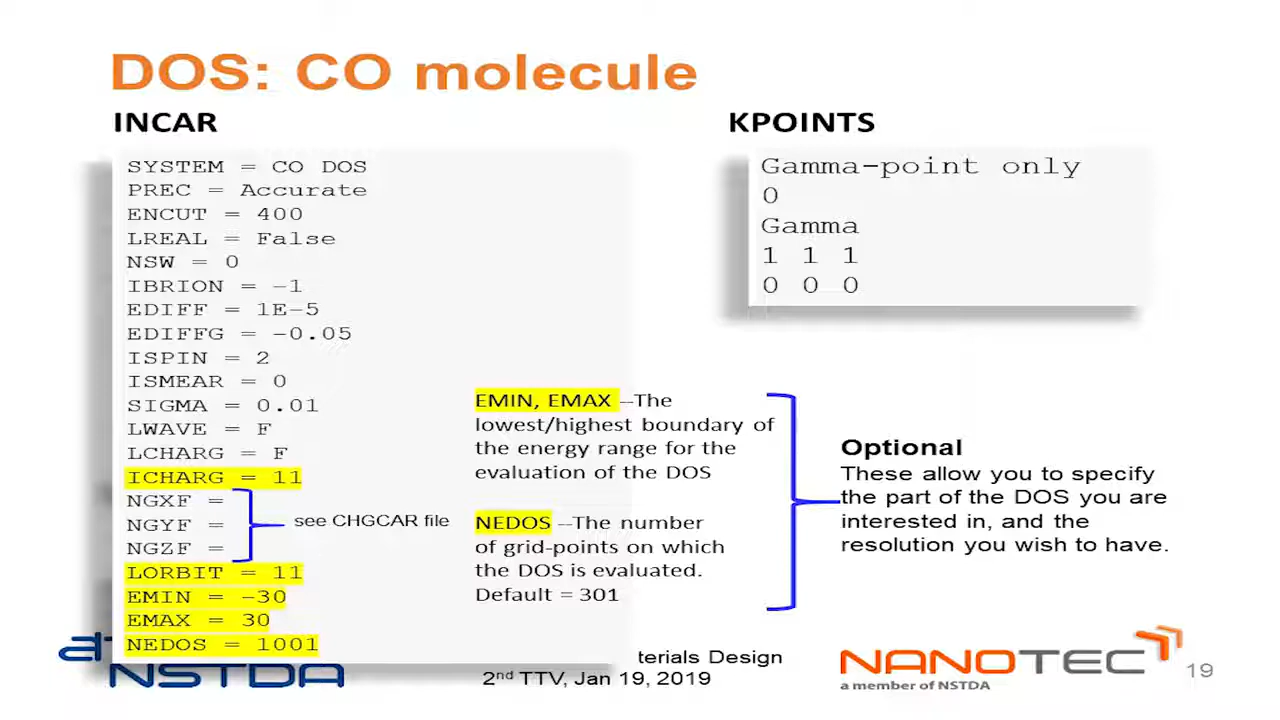 DOS: CO molecule
INCAR
SYSTEM = CO DOS
PREC = Accurate
ENCUT = 400
LREAL = False
NSW = 0
IBRION = -1
EDIFF = 1E-5
EDIFFG = -0.05
ISPIN = 2
ISMEAR = 0
SIGMA = 0.01
LWAVE = F
LCHARG = F
ICHARG = 11
NGXF =
NGYF =
NGZF =
see CHGCAR file
LORBIT = 11
EMIN = -30
EMAX = 30
NEDOS = 1001
EMIN, EMAX –The
lowest/highest boundary of
the energy range for the
evaluation of the DOS
NEDOS –The number
of grid-points on which
the DOS is evaluated.
Default = 301
KPOINTS
Gamma-point only
0
Gamma
1 1 1
0 0 0
Optional
These allow you to specify
the part of the DOS you are
interested in, and the
resolution you wish to have.
NSTDA
terials Design
2nd TTV, Jan 19, 2019
NANOTEC
a member of NSTDA
19